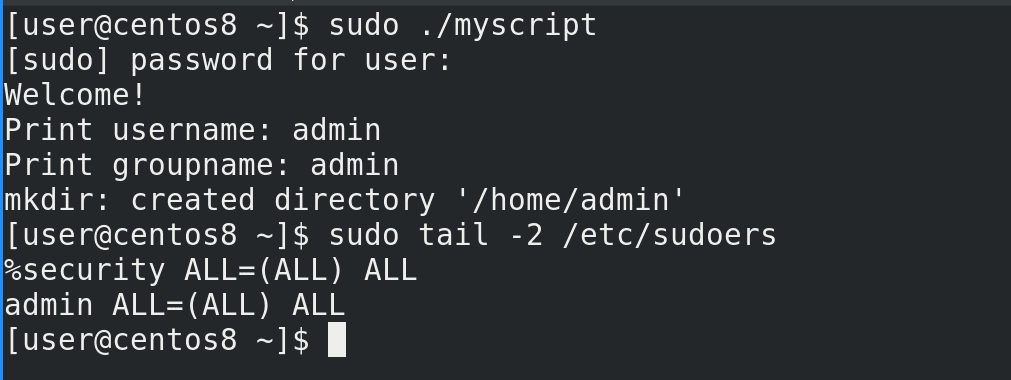 [user@centos8 ~]$ sudo ./myscript
[sudo] password for user:
Welcome!
Print username: admin
Print groupname: admin
mkdir: created directory '/home/admin'
[user@centos8 ~]$ sudo tail -2 /etc/sudoers
%security ALL=(ALL) ALL
admin ALL=(ALL) ALL
[user@centos8 ~]$